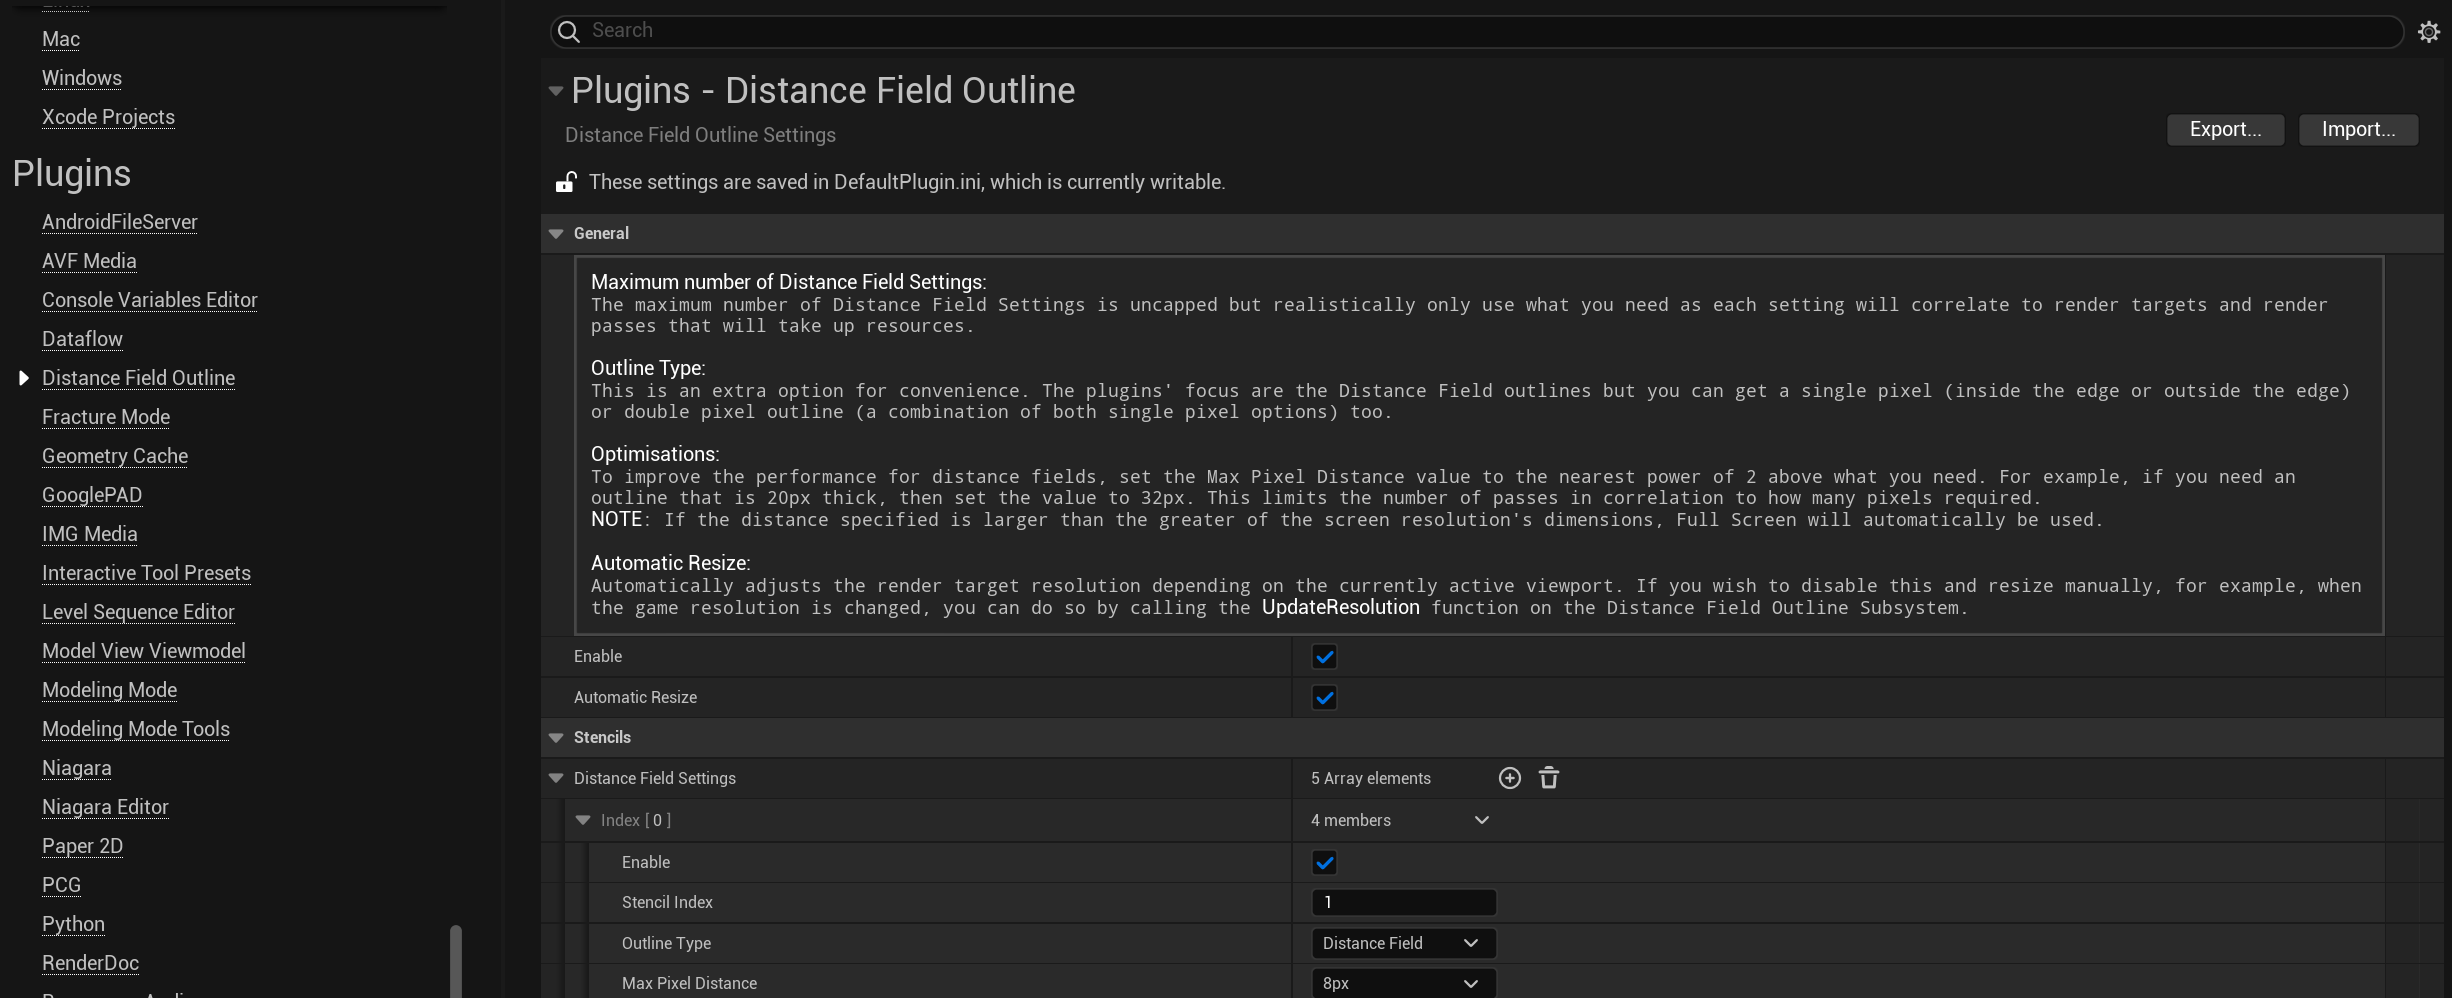 Mac
Windows
Xcode Projects
Plugins
AndroidFileServer
AVF Media
Console Variables Editor
Dataflow
Distance Field Outline
Fracture Mode
Geometry Cache
GooglePAD
IMG Media
Interactive Tool Presets
Level Sequence Editor
Model View Viewmodel
Modeling Mode
Modeling Mode Tools
Niagara
Niagara Editor
Paper 2D
PCG
Python
RenderDoc
Search
Plugins - Distance Field Outline
Distance Field Outline Settings
Export...
Import...
These settings are saved in DefaultPlugin.ini, which is currently writable.
General
Maximum number of Distance Field Settings:
The maximum number of Distance Field Settings is uncapped but realistically only use what you need as each setting will correlate to render targets and render
passes that will take up resources.
Outline Type:
This is an extra option for convenience. The plugins' focus are the Distance Field outlines but you can get a single pixel (inside the edge or outside the edge)
or double pixel outline (a combination of both single pixel options) too.
Optimisations:
To improve the performance for distance fields, set the Max Pixel Distance value to the nearest power of 2 above what you need. For example, if you need an
outline that is 20px thick, then set the value to 32px. This limits the number of passes in correlation to how many pixels required.
NOTE: If the distance specified is larger than the greater of the screen resolution's dimensions, Full Screen will automatically be used.
Automatic Resize:
Automatically adjusts the render target resolution depending on the currently active viewport. If you wish to disable this and resize manually, for example, when
the game resolution is changed, you can do so by calling the UpdateResolution function on the Distance Field Outline Subsystem.
Enable
Automatic Resize
Stencils
Distance Field Settings
5 Array elements
Index [ 0 ]
4 members
Enable
Stencil Index
1
Outline Type
Distance Field
Max Pixel Distance
8px